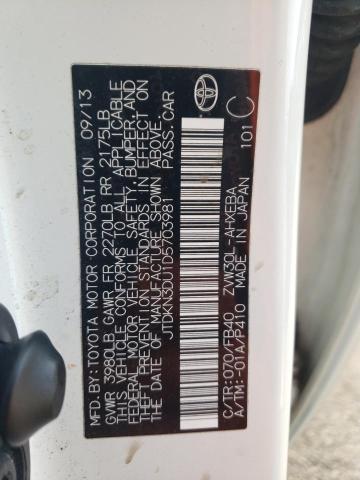 MFD.BY:TOYOTA MOTOR CORPORATION 09/13
GVWR 3980LB GAWR FR 2270LB RR 2175LB
THIS VEHICLE CONFORMS TO ALL APPLICABLE
FEDERAL MOTOR VEHICLE SAFETY, BUMPER, AND
THEFT PREVENTION STANDARDS IN EFFECT ON
THE DATE OF MANUFACTURE SHOWN ABOVE.
JTDKN3DU1D5703981 PASS.CAR
C/TR:070/FB40 ZVW30L-AHXEBA
A/TM:-01A/P410 MADE IN JAPAN
101 C